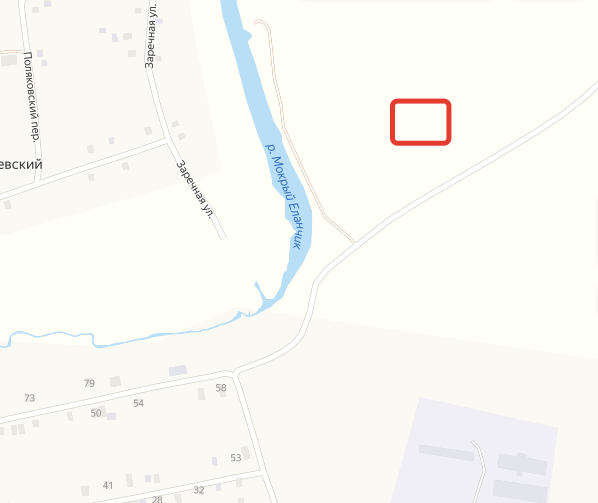 Заречная ул.
Поляковский пер.
евский
Заречная ул.
р. Мокрый Еланчик
79
73
58
54
50
53
41
32
28